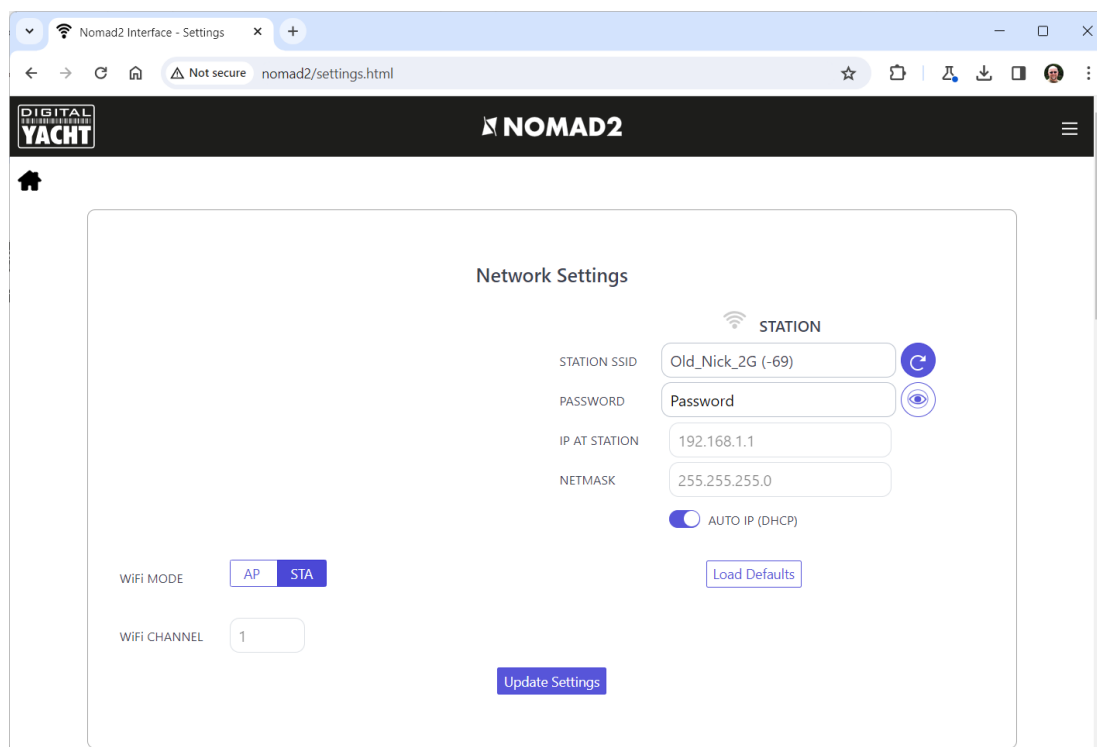 Nomad2 Interface - Settings
Not secure nomad2/settings.html
DIGITAL
YACHT
NOMAD2
Network Settings
STATION
STATION SSID Old_Nick_2G (-69)
PASSWORD Password
IP AT STATION 192.168.1.1
NETMASK 255.255.255.0
AUTO IP (DHCP)
WiFi MODE AP STA Load Defaults
WiFi CHANNEL 1
Update Settings